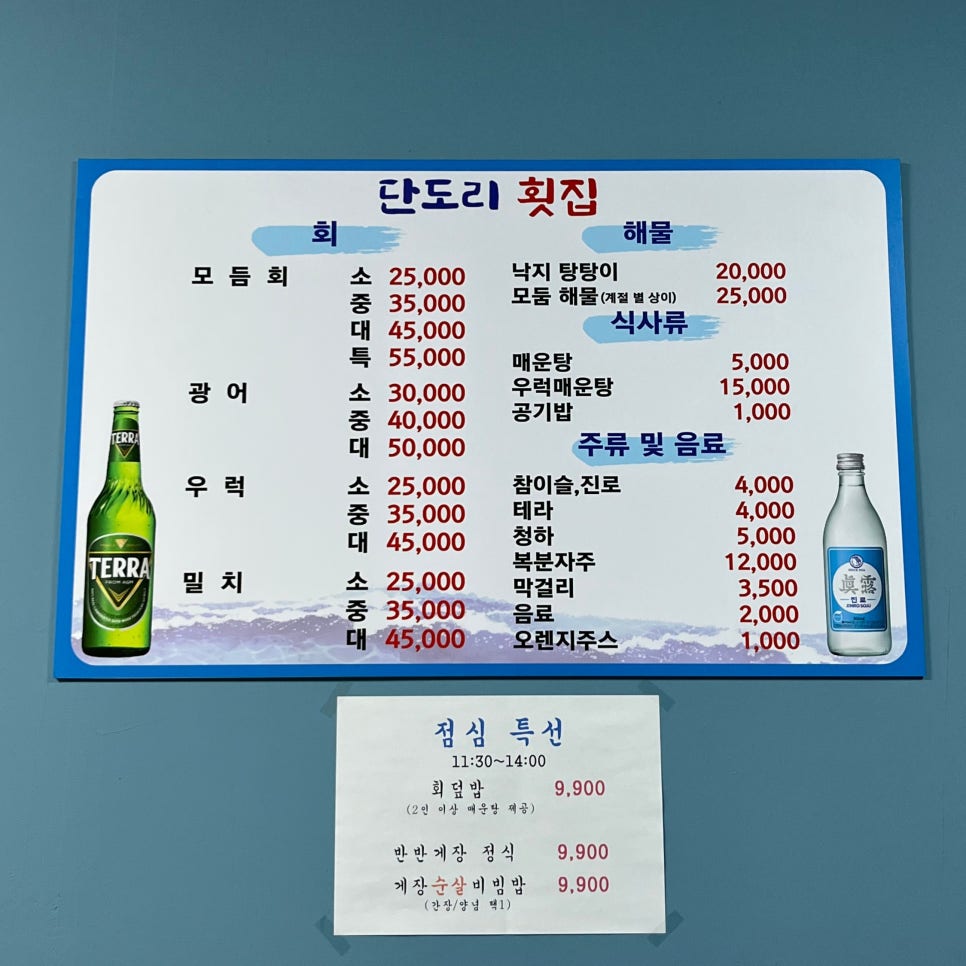 단도리 횟집
회
모듬회 소 25,000
중 35,000
대 45,000
특 55,000
광어 소 30,000
중 40,000
대 50,000
우럭 소 25,000
중 35,000
대 45,000
밀치 소 25,000
중 35,000
대 45,000
해물
낙지 탕탕이 20,000
모둠 해물(계절 별 상이) 25,000
식사류
매운탕 5,000
우럭매운탕 15,000
공기밥 1,000
주류 및 음료
참이슬,진로 4,000
테라 4,000
청하 5,000
복분자주 12,000
막걸리 3,500
음료 2,000
오렌지주스 1,000
TERRA
TERRA
FROM AGM
眞露
진로
JINRO SOJU
점심 특선
11:30~14:00
회덮밥 9,900
(2인 이상 매운탕 제공)
반반게장 정식 9,900
게장순살비빔밥 9,900
(간장/양념 택1)